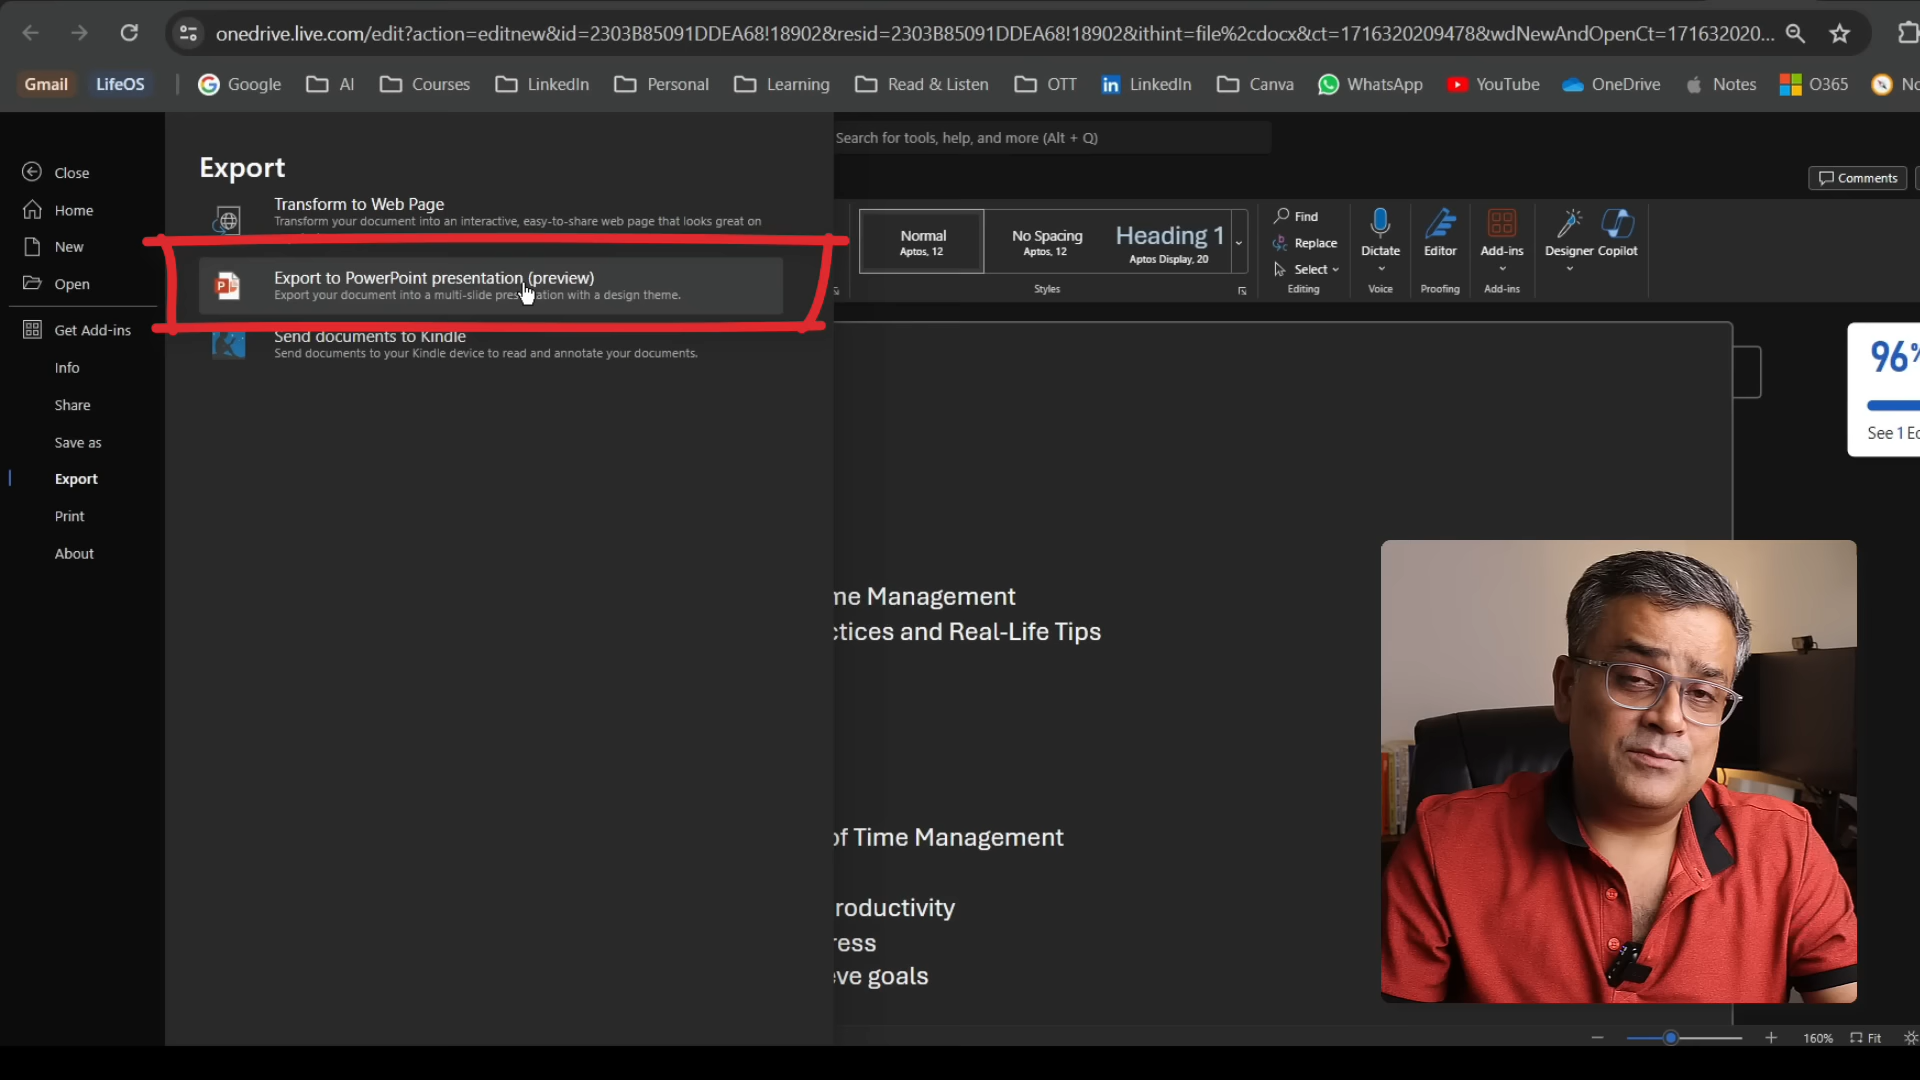 onedrive.live.com/edit?action=editnew&id=2303B85091DDEA68!18902&resid=2303B85091DDEA68!18902&ithint=file%2cdocx&ct=1716320209478&wdNewAndOpenCt=171632020...
Gmail LifeOS Google AI Courses LinkedIn Personal Learning Read & Listen OTT LinkedIn Canva WhatsApp YouTube OneDrive Notes O365 No
Search for tools, help, and more (Alt + Q)
Close
Home
New
Open
Get Add-ins
Info
Share
Save as
Export
Print
About
Export
Transform to Web Page
Transform your document into an interactive, easy-to-share web page that looks great on
Export to PowerPoint presentation (preview)
Export your document into a multi-slide presentation with a design theme.
Send documents to Kindle
Send documents to your Kindle device to read and annotate your documents.
Comments
Normal
Aptos, 12
No Spacing
Aptos, 12
Heading 1
Aptos Display, 20
Styles
Find
Replace
Select
Editing
Dictate
Voice
Editor
Proofing
Add-ins
Add-ins
Designer
Copilot
96%
See 1 Ed
me Management
ctices and Real-Life Tips
of Time Management
roductivity
ress
eve goals
160% Fit